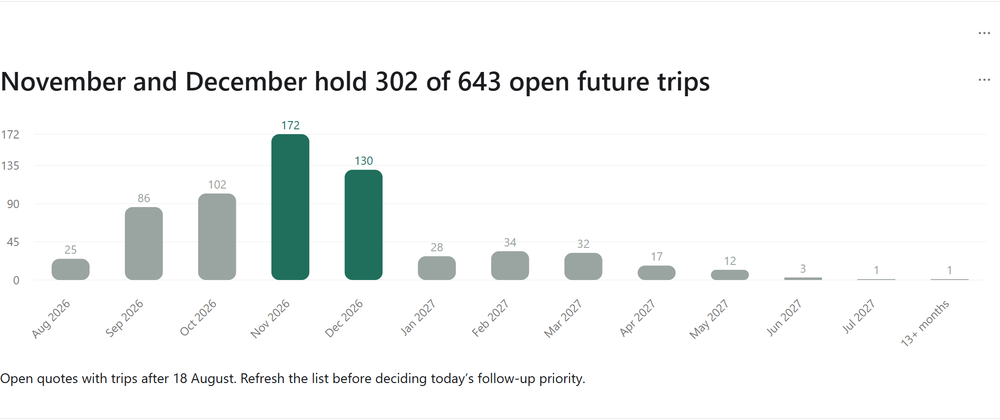 ...
November and December hold 302 of 643 open future trips
...
172
135
90
45
0
25
86
102
172
130
28
34
32
17
12
3
1
1
Aug 2026
Sep 2026
Oct 2026
Nov 2026
Dec 2026
Jan 2027
Feb 2027
Mar 2027
Apr 2027
May 2027
Jun 2027
Jul 2027
13+ months
Open quotes with trips after 18 August. Refresh the list before deciding today’s follow-up priority.